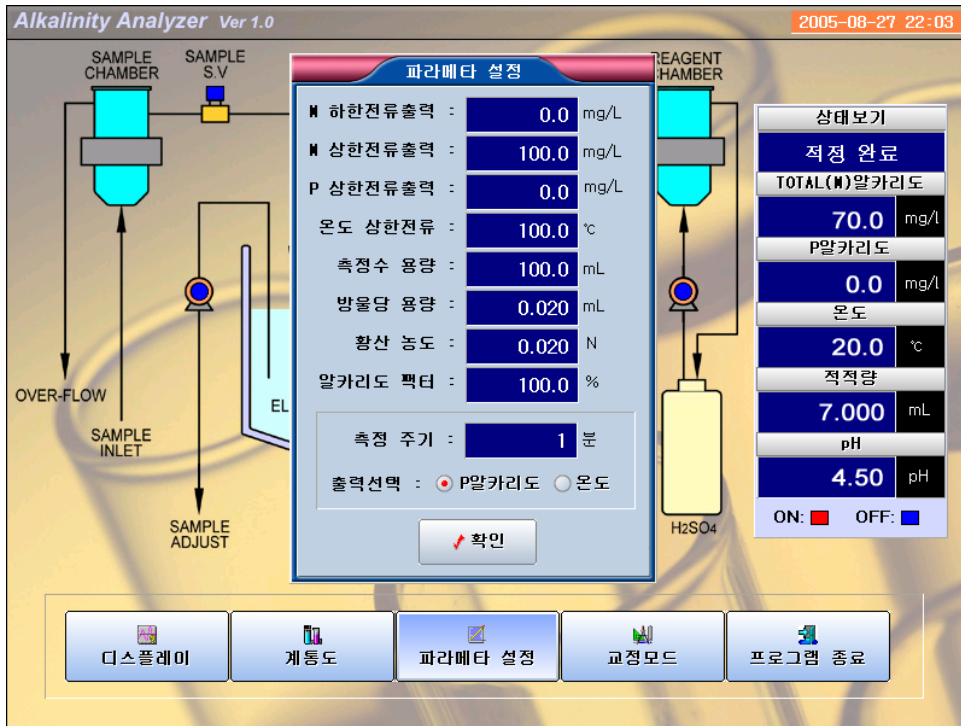 Alkalinity Analyzer Ver 1.0
2005-08-27 22:03
SAMPLE
CHAMBER
SAMPLE
S.V
OVER-FLOW
SAMPLE
INLET
SAMPLE
ADJUST
EL
파라메타 설정
M 하한전류출력 : 0.0 mg/L
M 상한전류출력 : 100.0 mg/L
P 상한전류출력 : 0.0 mg/L
온도 상한전류 : 100.0 ℃
측정수 용량 : 100.0 mL
방울당 용량 : 0.020 mL
황산 농도 : 0.020 N
알카리도 팩터 : 100.0 %
측정 주기 : 1 분
출력선택 : P알카리도 온도
확인
REAGENT
CHAMBER
H2SO4
상태보기
적정 완료
TOTAL(M)알카리도
70.0 mg/l
P알카리도
0.0 mg/l
온도
20.0 ℃
적적량
7.000 mL
pH
4.50 pH
ON: OFF:
디스플레이
계통도
파라메타 설정
교정모드
프로그램 종료